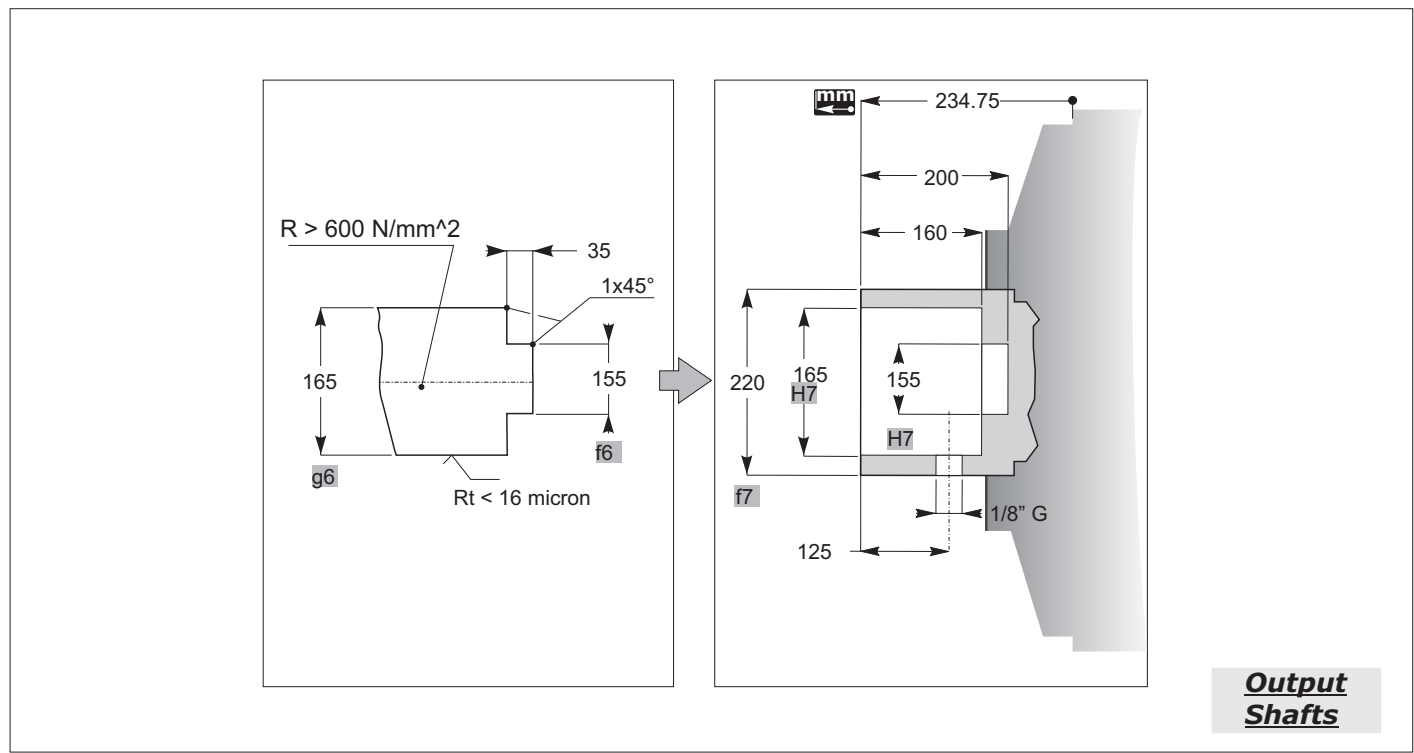 R > 600 N/mm^2
35
1x45°
165
155
g6
f6
Rt < 16 micron
mm
234.75
200
160
220
165
H7
155
H7
f7
1/8” G
125
Output
Shafts